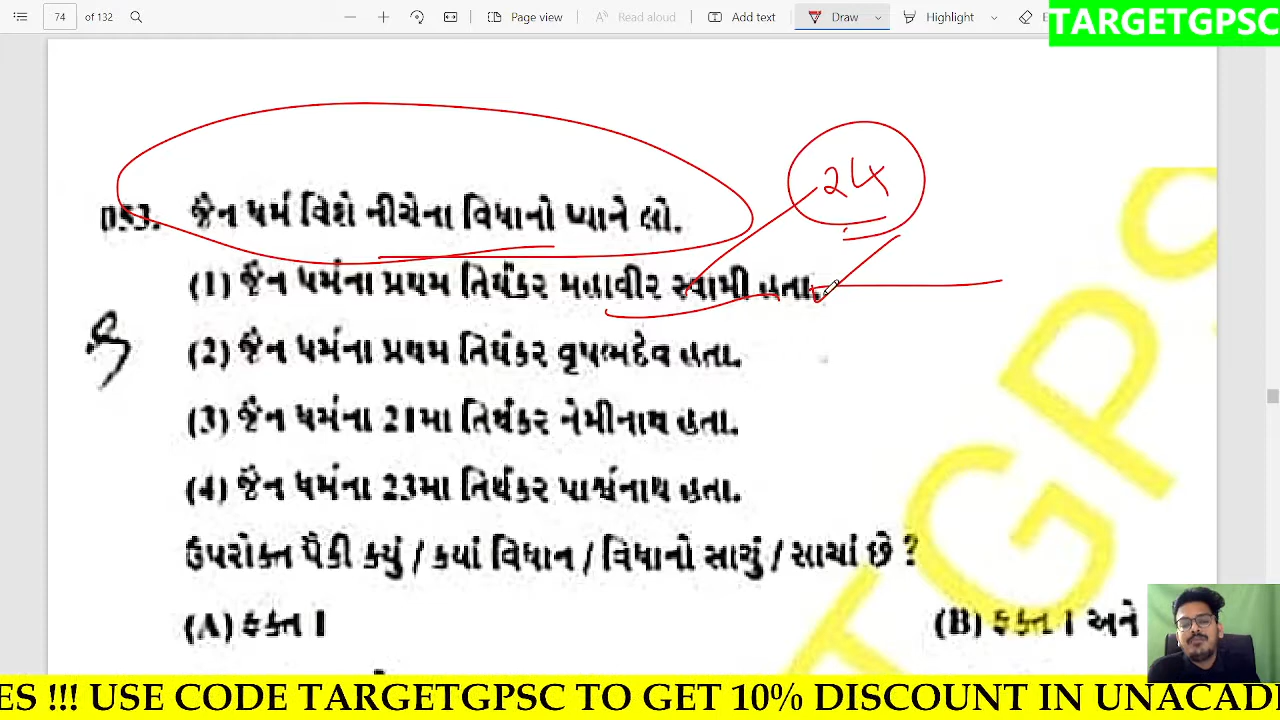 74 of 132 Page view Read aloud Add text Draw Highlight
TARGETGPSC
24
053. જૈન ધર્મ વિશે નીચેના વિધાનો ધ્યાને લો.
(1) જૈન ધર્મના પ્રથમ તિર્થંકર મહાવીર સ્વામી હતા.
(2) જૈન ધર્મના પ્રથમ તિર્થંકર વૃષભદેવ હતા.
(3) જૈન ધર્મના 21મા તિર્થંકર નેમીનાથ હતા.
(4) જૈન ધર્મના 23મા તિર્થંકર પાર્શ્વનાથ હતા.
ઉપરોક્ત પૈકી ક્યું / કયાં વિધાન / વિધાનો સાચું / સાચાં છે ?
(A) ફક્ત 1
(B) ફક્ત 1 અને
ES !!! USE CODE TARGETGPSC TO GET 10% DISCOUNT IN UNACAD